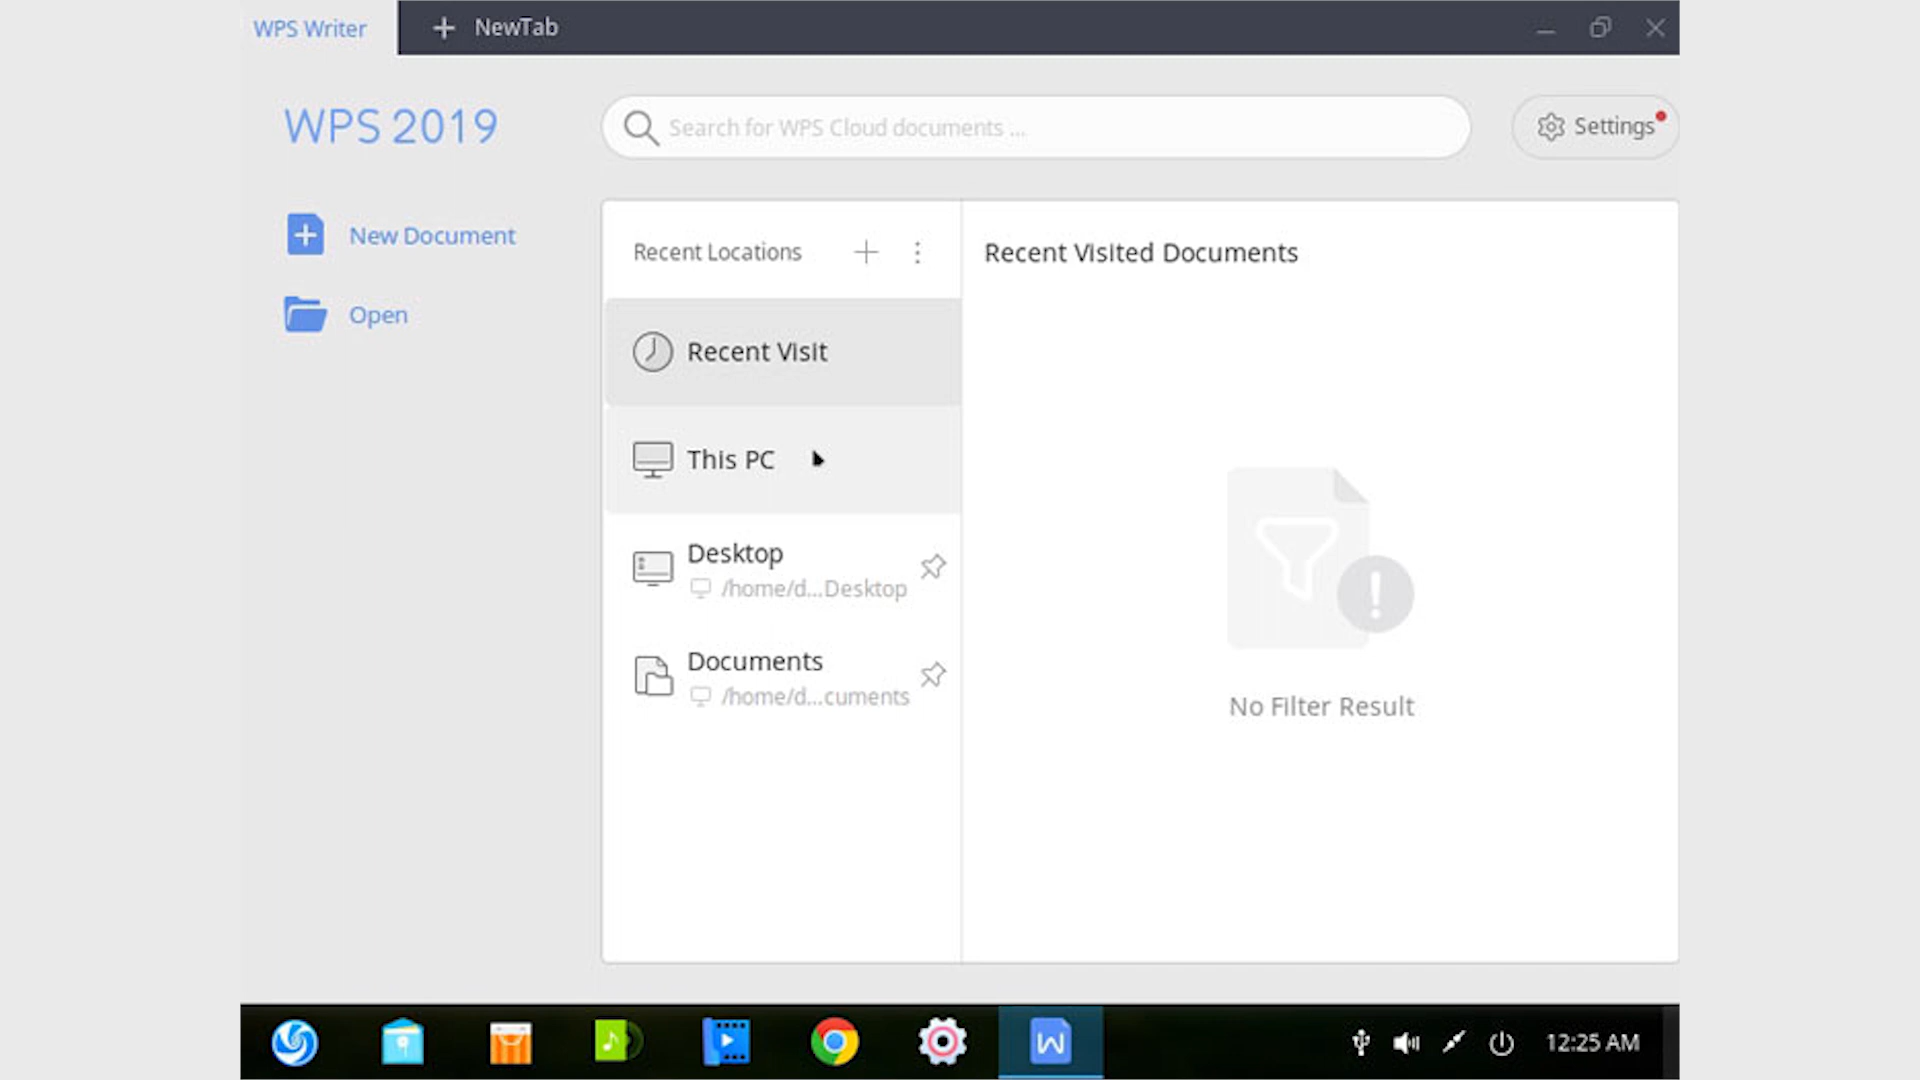 WPS Writer
NewTab
WPS 2019
Search for WPS Cloud documents ...
Settings
New Document
Open
Recent Locations
Recent Visit
This PC
Desktop
/home/d...Desktop
Documents
/home/d...cuments
Recent Visited Documents
No Filter Result
12:25 AM